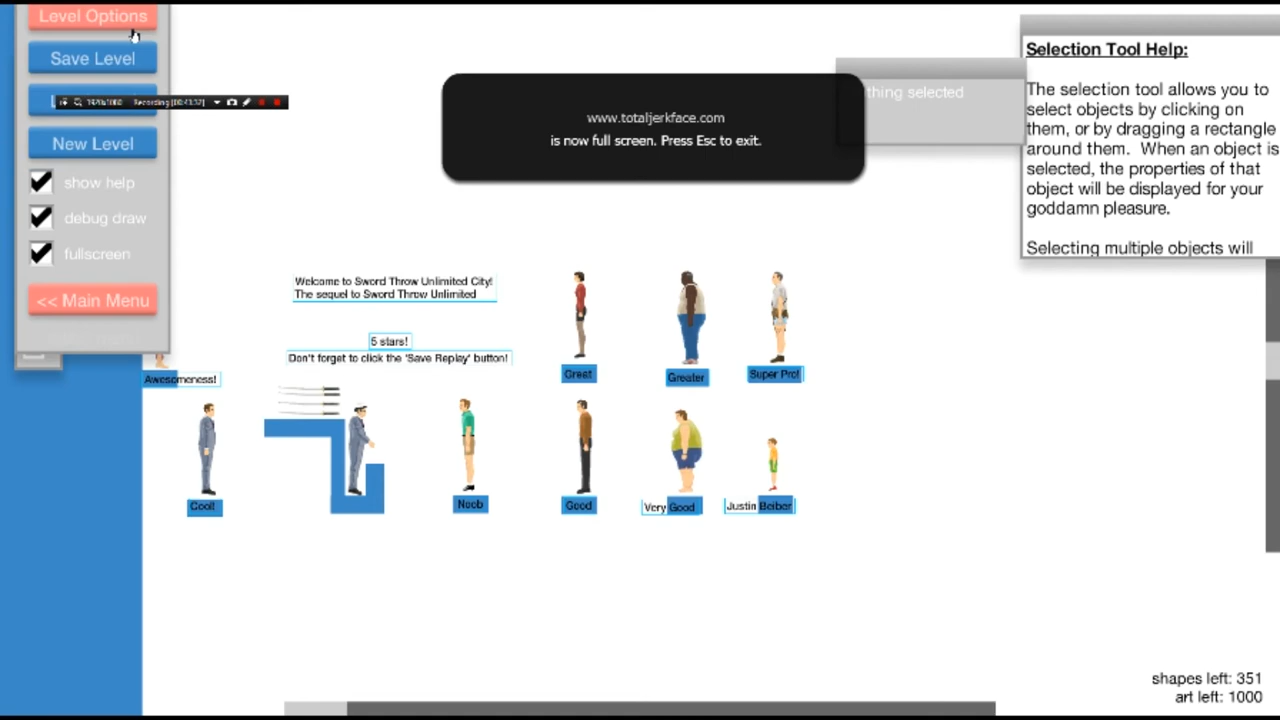 Level Options
Save Level
1920x1080 Recording [00:43:37]
New Level
show help
debug draw
fullscreen
<< Main Menu
www.totaljerkface.com
is now full screen. Press Esc to exit.
thing selected
Selection Tool Help:
The selection tool allows you to
select objects by clicking on
them, or by dragging a rectangle
around them. When an object is
selected, the properties of that
object will be displayed for your
goddamn pleasure.
Selecting multiple objects will
Welcome to Sword Throw Unlimited City!
The sequel to Sword Throw Unlimited
5 stars!
Don't forget to click the 'Save Replay' button!
Great
Greater
Super Pro!
Awesomeness!
Cool!
Noob
Good
Very Good
Justin Beiber
shapes left: 351
art left: 1000